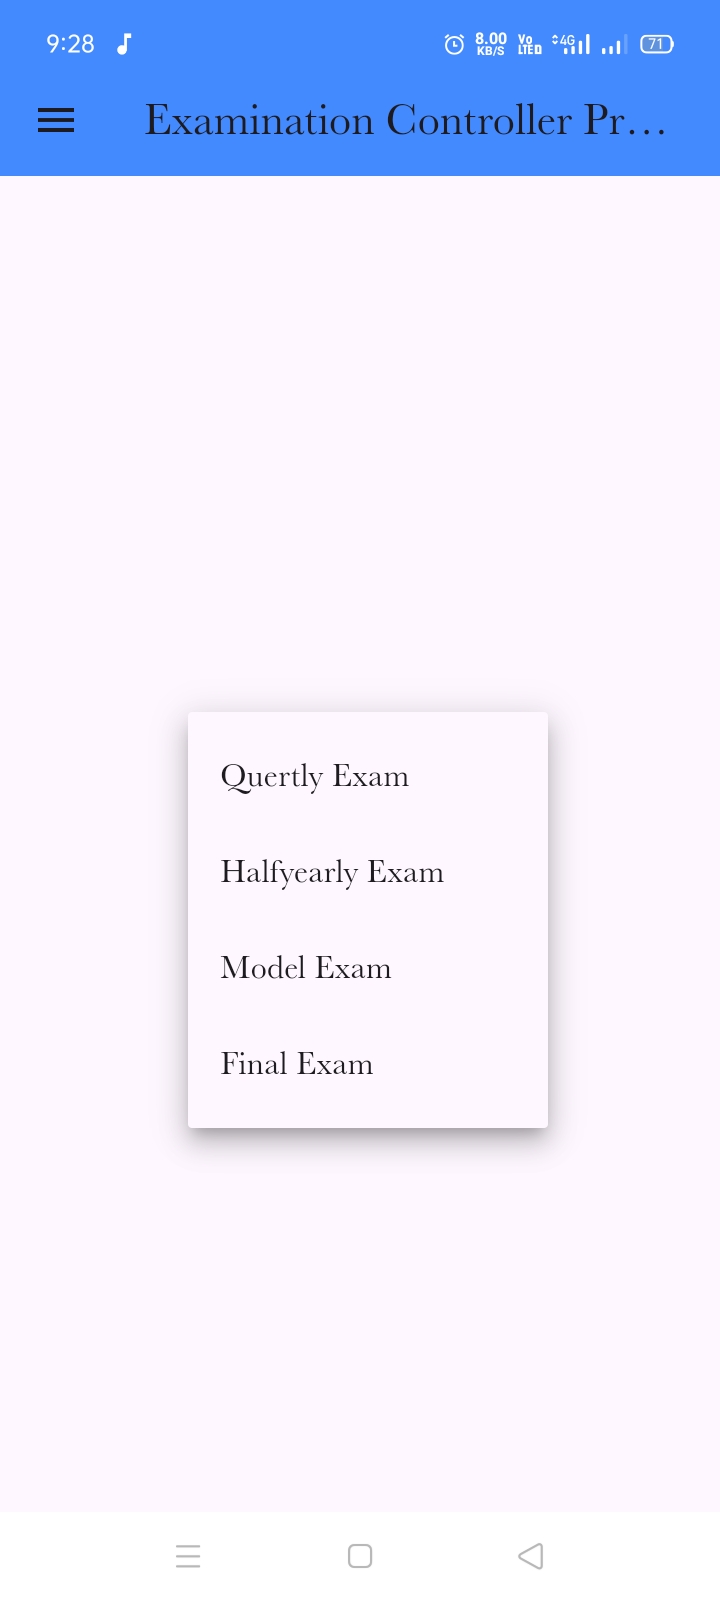 9:28
8.00
KB/S
Vo
LTE D
4G
71
Examination Controller Pr...
Quertly Exam
Halfyearly Exam
Model Exam
Final Exam